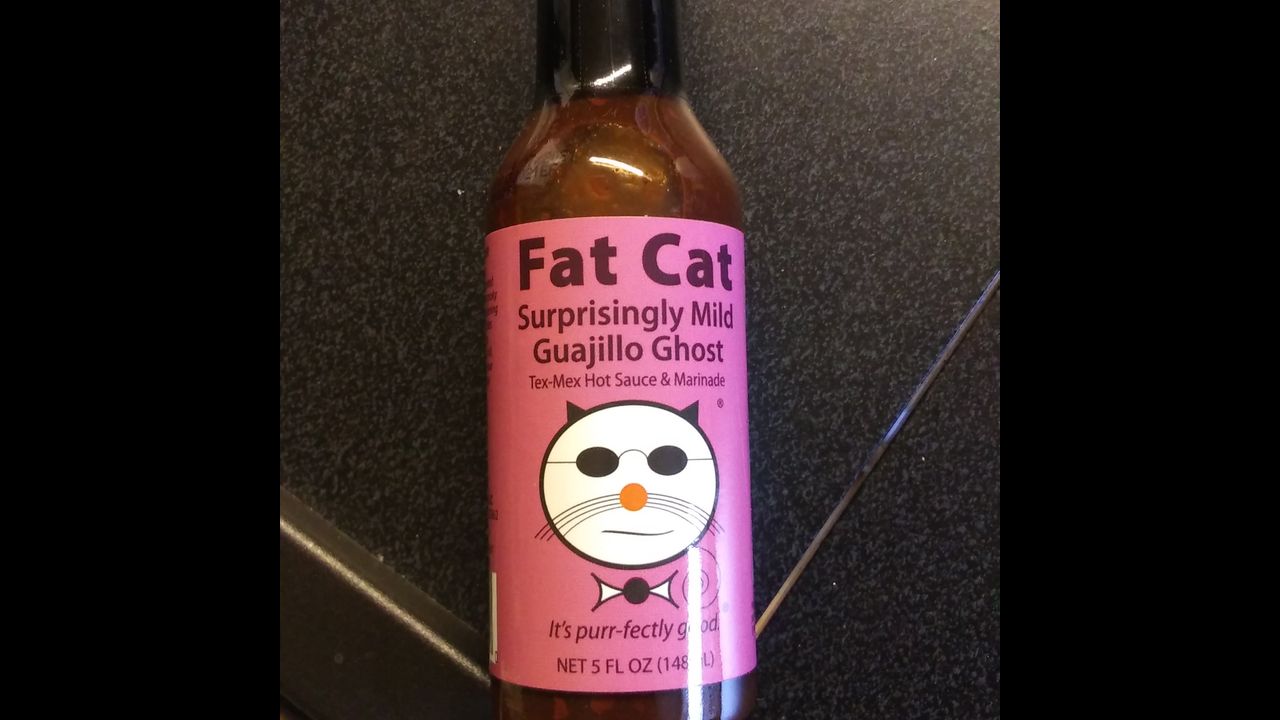 Fat Cat
Surprisingly Mild
Guajillo Ghost
Tex-Mex Hot Sauce & Marinade
®
It's purr-fectly good.
NET 5 FL OZ (148mL)